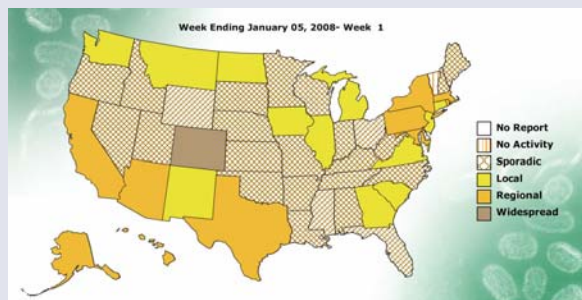 Week Ending January 05, 2008- Week 1
No Report
No Activity
Sporadic
Local
Regional
Widespread